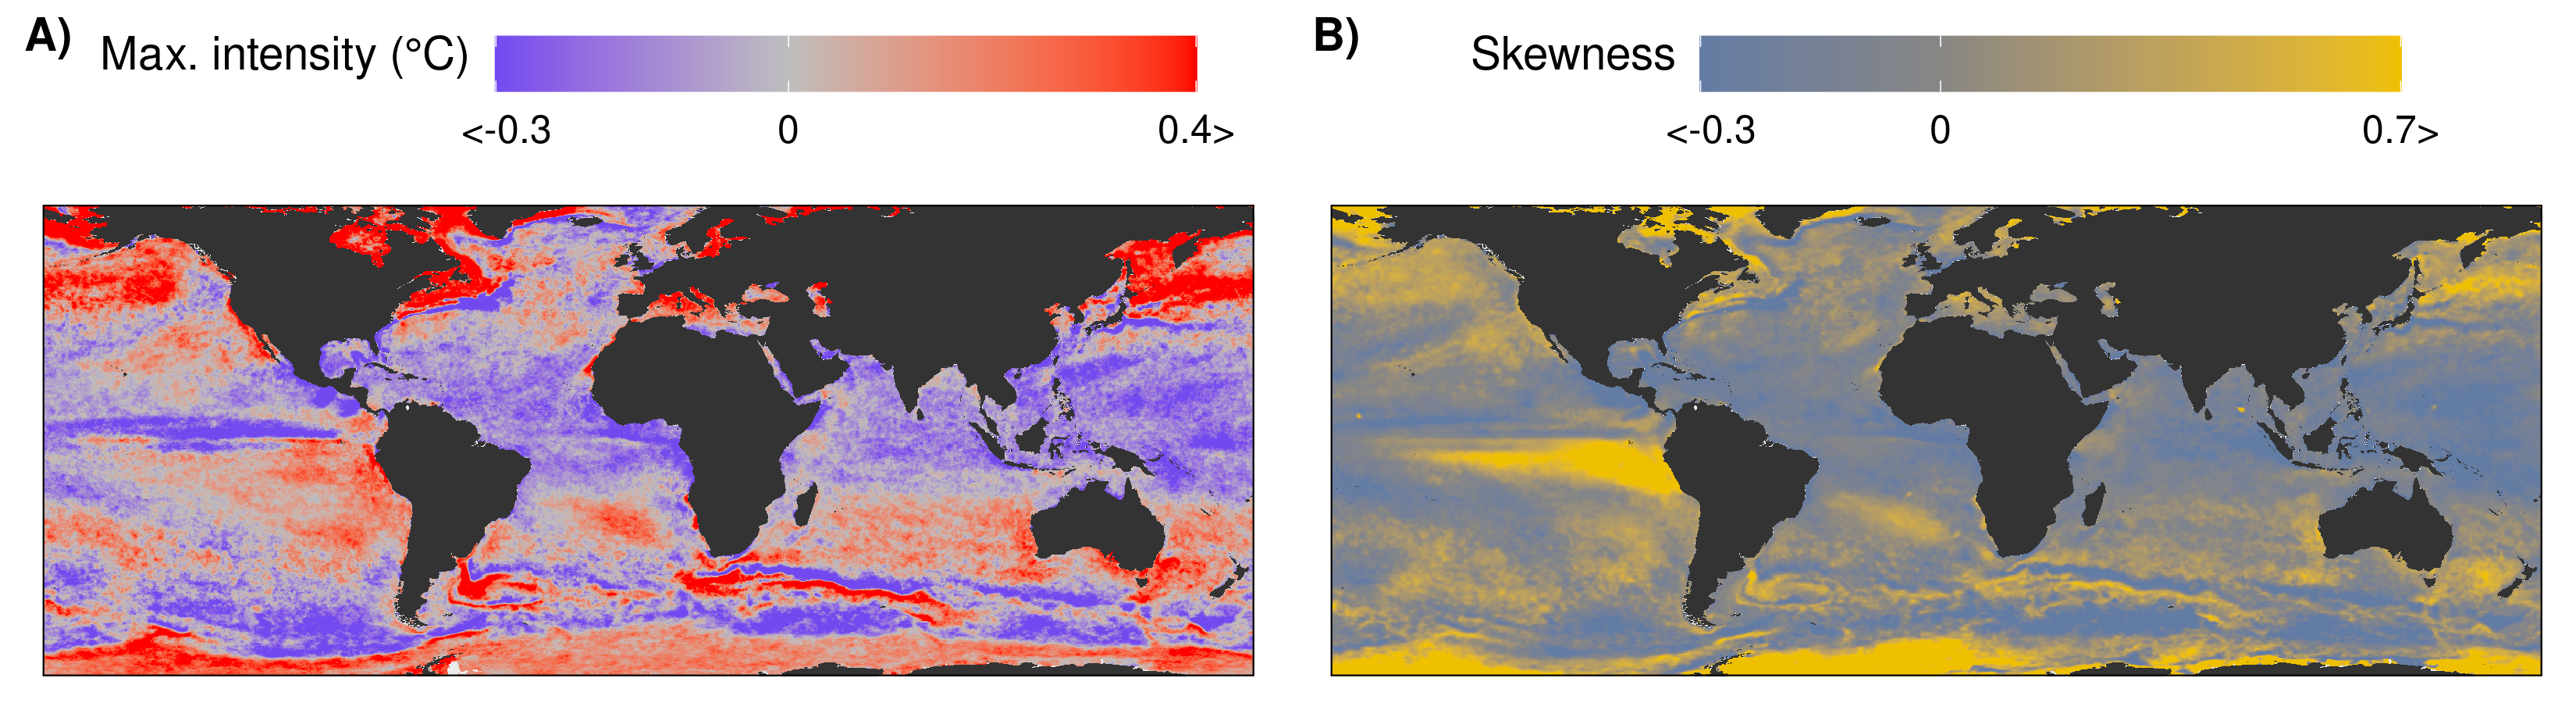 A) Max. intensity (°C)
<-0.3 0 0.4>
B) Skewness
<-0.3 0 0.7>